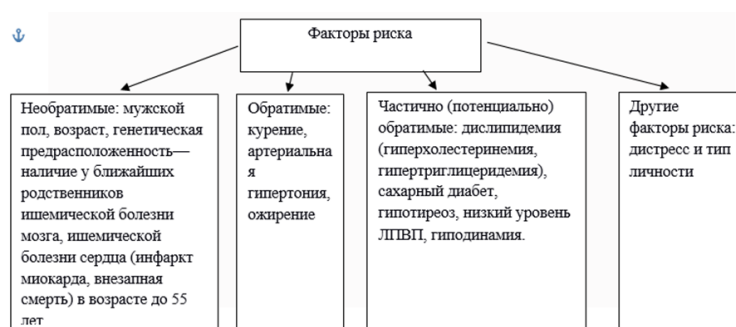 Факторы риска
Необратимые: мужской
пол, возраст, генетическая
предрасположенность—
наличие у ближайших
родственников
ишемической болезни
мозга, ишемической
болезни сердца (инфаркт
миокарда, внезапная
смерть) в возрасте до 55
лет
Обратимые:
курение,
артериальна
я
гипертония,
ожирение
Частично (потенциально)
обратимые: дислипидемия
(гиперхолестеринемия,
гипертриглицеридемия),
сахарный диабет,
гипотиреоз, низкий уровень
ЛПВП, гиподинамия.
Другие
факторы риска:
дистресс и тип
личности